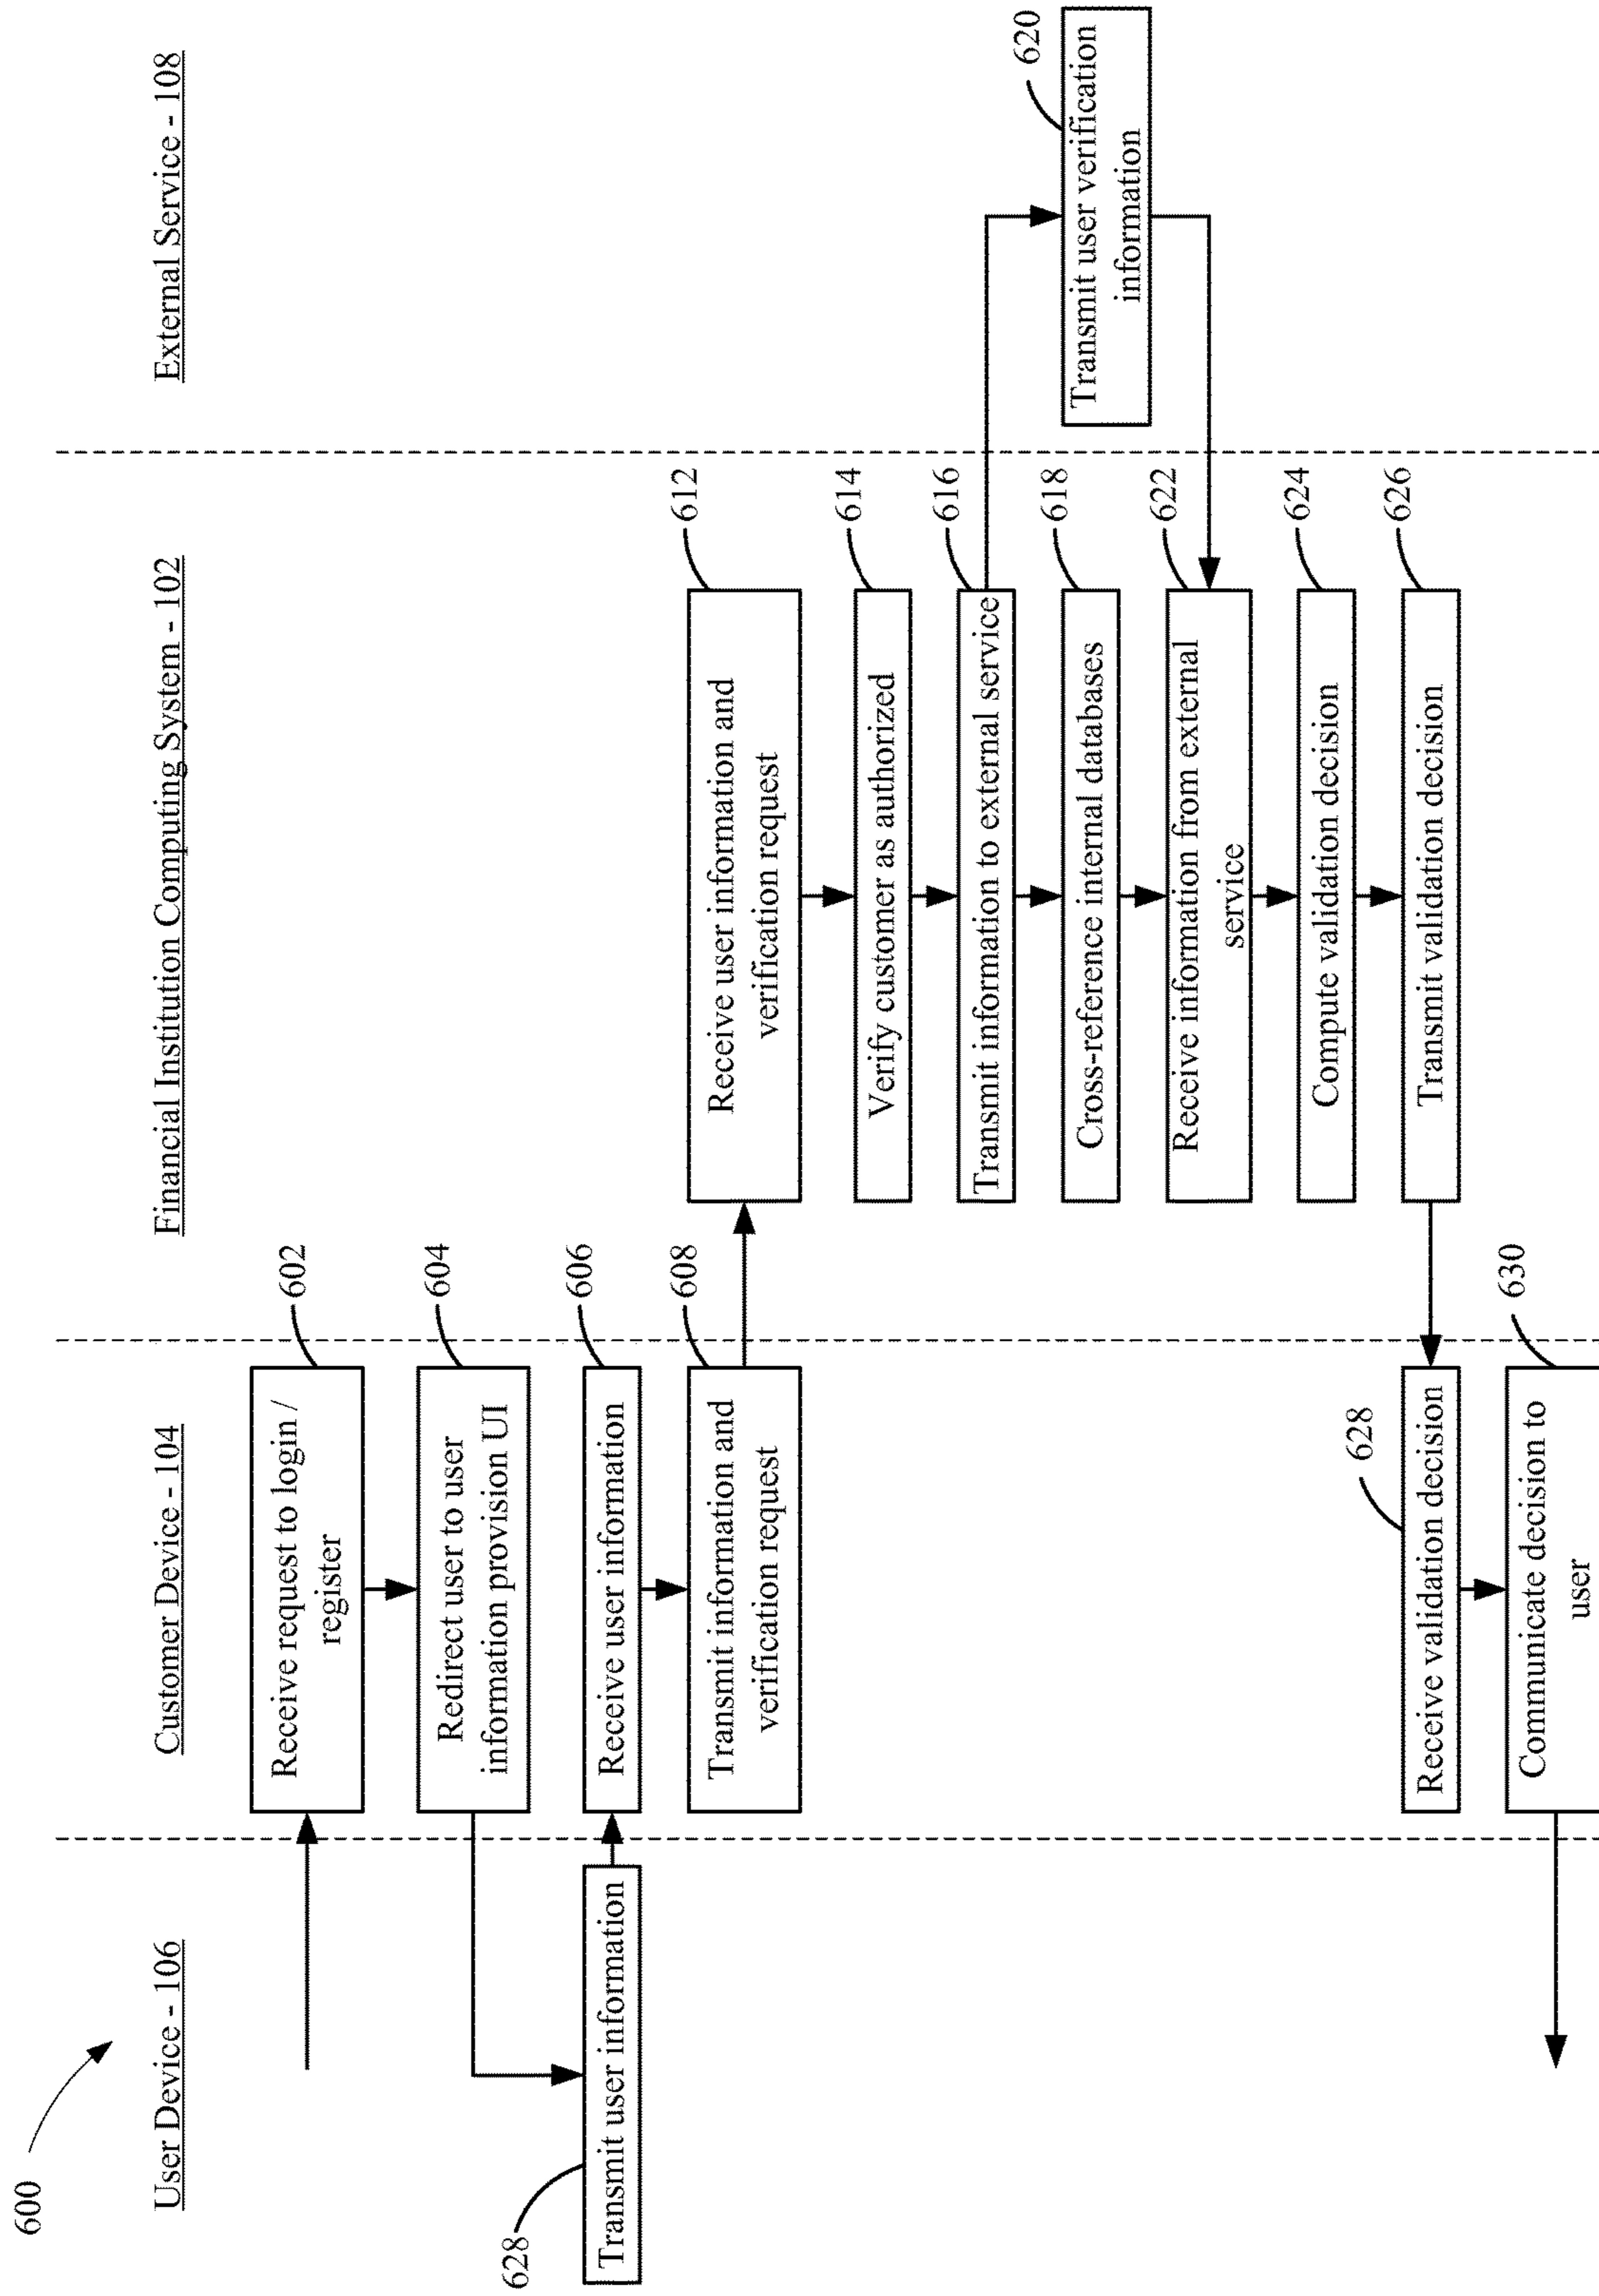 600
User Device - 106
Customer Device - 104
Financial Institution Computing System - 102
External Service - 108
Receive request to login /
register
602
Redirect user to user
information provision UI
604
628
Transmit user information
Receive user information
606
Transmit information and
verification request
608
Receive user information and
verification request
612
Verify customer as authorized
614
Transmit information to external service
616
Cross-reference internal databases
618
Transmit user verification
information
620
Receive information from external
service
622
Compute validation decision
624
Transmit validation decision
626
Receive validation decision
628
Communicate decision to
user
630